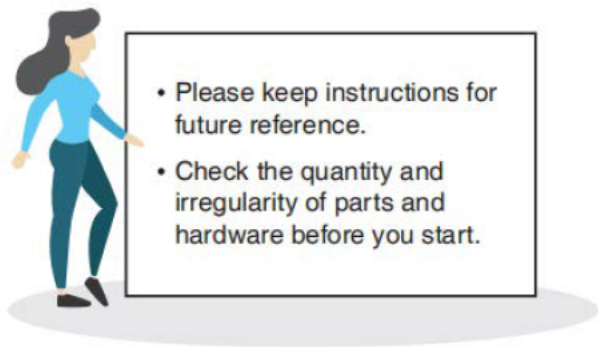 • Please keep instructions for
future reference.
• Check the quantity and
irregularity of parts and
hardware before you start.